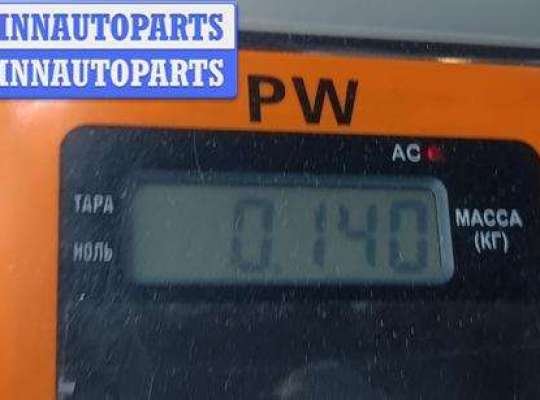 INNAUTOPARTS
INNAUTOPARTS
PW
AC
ТАРА
0.140
МАССА
(КГ)
НОЛЬ